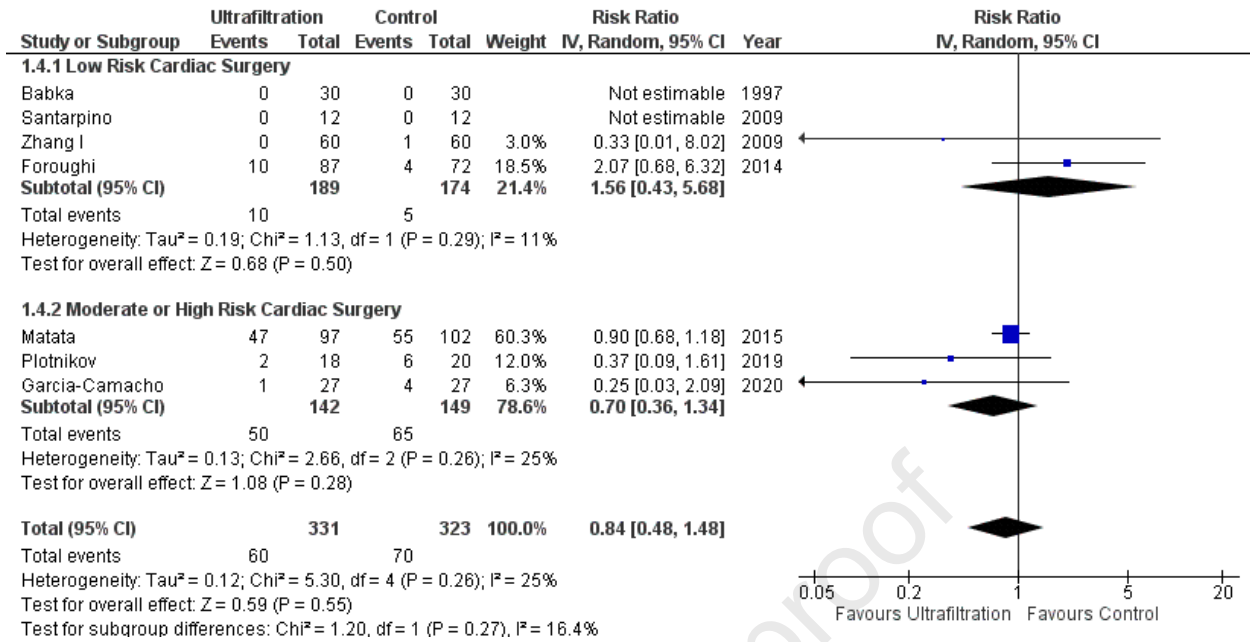 Ultrafiltration Control Risk Ratio Risk Ratio
Study or Subgroup Events Total Events Total Weight IV, Random, 95% CI Year IV, Random, 95% CI
1.4.1 Low Risk Cardiac Surgery
Babka 0 30 0 30 Not estimable 1997
Santarpino 0 12 0 12 Not estimable 2009
Zhang I 0 60 1 60 3.0% 0.33 [0.01, 8.02] 2009
Foroughi 10 87 4 72 18.5% 2.07 [0.68, 6.32] 2014
Subtotal (95% CI) 189 174 21.4% 1.56 [0.43, 5.68]
Total events 10 5
Heterogeneity: Tau² = 0.19; Chi² = 1.13, df = 1 (P = 0.29); I² = 11%
Test for overall effect: Z = 0.68 (P = 0.50)
1.4.2 Moderate or High Risk Cardiac Surgery
Matata 47 97 55 102 60.3% 0.90 [0.68, 1.18] 2015
Plotnikov 2 18 6 20 12.0% 0.37 [0.09, 1.61] 2019
Garcia-Camacho 1 27 4 27 6.3% 0.25 [0.03, 2.09] 2020
Subtotal (95% CI) 142 149 78.6% 0.70 [0.36, 1.34]
Total events 50 65
Heterogeneity: Tau² = 0.13; Chi² = 2.66, df = 2 (P = 0.26); I² = 25%
Test for overall effect: Z = 1.08 (P = 0.28)
Total (95% CI) 331 323 100.0% 0.84 [0.48, 1.48]
Total events 60 70
Heterogeneity: Tau² = 0.12; Chi² = 5.30, df = 4 (P = 0.26); I² = 25%
Test for overall effect: Z = 0.59 (P = 0.55)
Test for subgroup differences: Chi² = 1.20, df = 1 (P = 0.27), I² = 16.4%
0.05 0.2 1 5 20
Favours Ultrafiltration Favours Control
proof